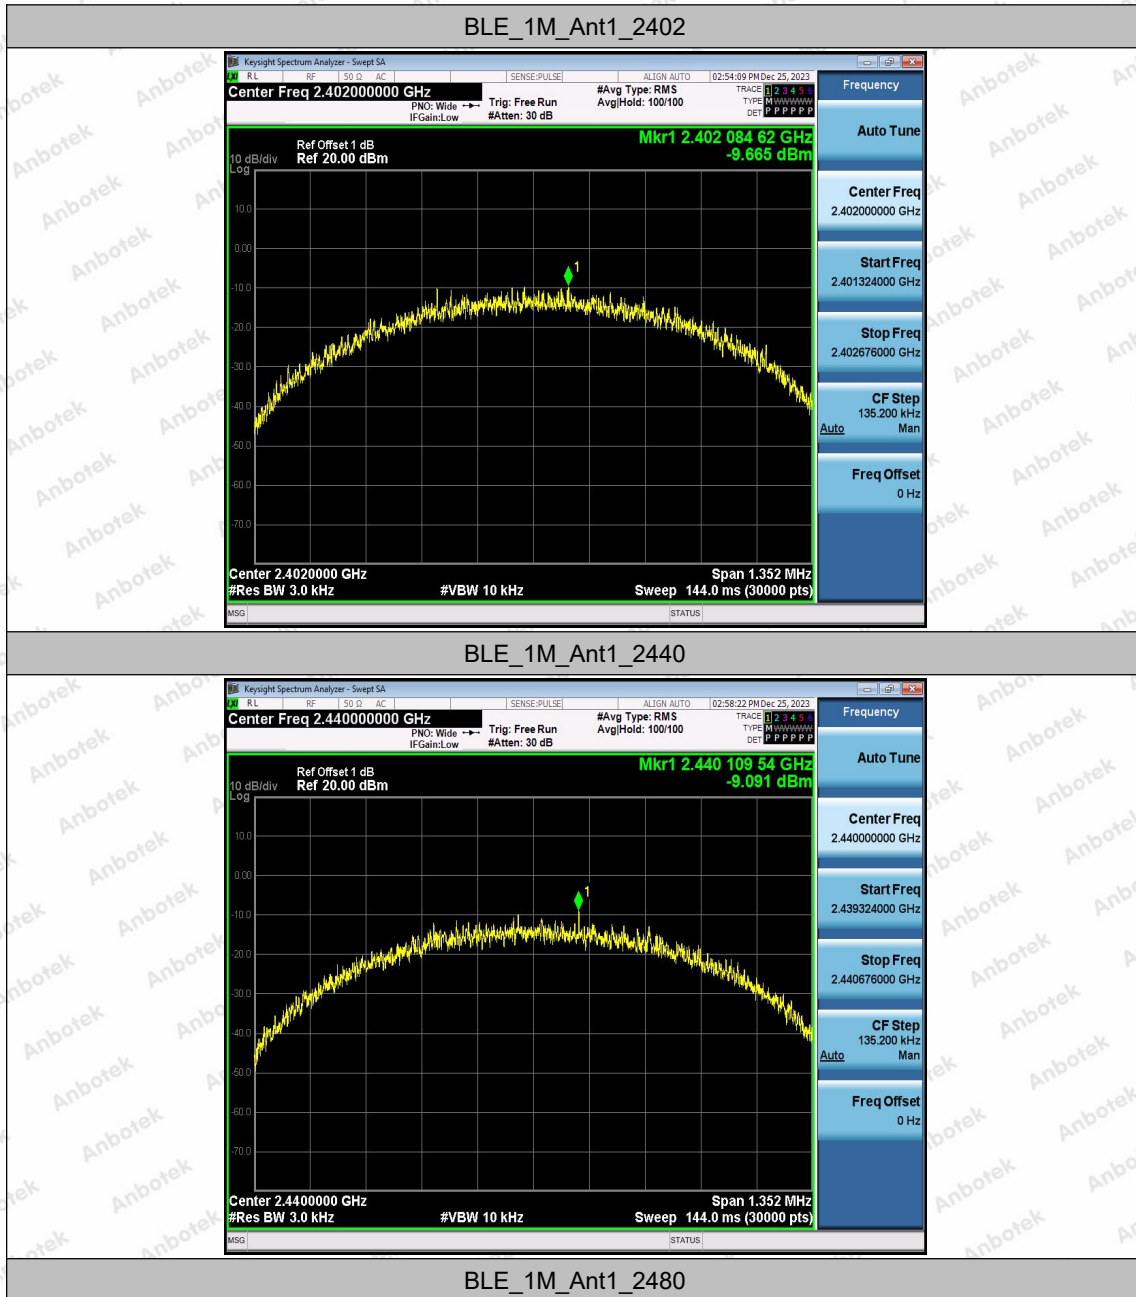 BLE_1M_Ant1_2402
Keysight Spectrum Analyzer - Swept SA
RL RF 50 Ω AC SENSE:PULSE ALIGN AUTO 02:54:09 PM Dec 25, 2023
Center Freq 2.402000000 GHz
PNO: Wide
IFGain:Low
Trig: Free Run
#Atten: 30 dB
#Avg Type: RMS
Avg|Hold: 100/100
TRACE 1 2 3 4 5 6
TYPE M W W W W W
DET P P P P P P
Frequency
Auto Tune
Ref Offset 1 dB
10 dB/div Ref 20.00 dBm
Log
Mkr1 2.402 084 62 GHz
-9.665 dBm
10.0
0.00
-10.0
-20.0
-30.0
-40.0
-50.0
-60.0
-70.0
1
Center Freq
2.402000000 GHz
Start Freq
2.401324000 GHz
Stop Freq
2.402676000 GHz
CF Step
135.200 kHz
Auto Man
Freq Offset
0 Hz
Center 2.4020000 GHz Span 1.352 MHz
#Res BW 3.0 kHz #VBW 10 kHz Sweep 144.0 ms (30000 pts)
MSG STATUS
BLE_1M_Ant1_2440
Keysight Spectrum Analyzer - Swept SA
RL RF 50 Ω AC SENSE:PULSE ALIGN AUTO 02:58:22 PM Dec 25, 2023
Center Freq 2.440000000 GHz
PNO: Wide
IFGain:Low
Trig: Free Run
#Atten: 30 dB
#Avg Type: RMS
Avg|Hold: 100/100
TRACE 1 2 3 4 5 6
TYPE M W W W W W
DET P P P P P P
Frequency
Auto Tune
Ref Offset 1 dB
10 dB/div Ref 20.00 dBm
Log
Mkr1 2.440 109 54 GHz
-9.091 dBm
10.0
0.00
-10.0
-20.0
-30.0
-40.0
-50.0
-60.0
-70.0
1
Center Freq
2.440000000 GHz
Start Freq
2.439324000 GHz
Stop Freq
2.440676000 GHz
CF Step
135.200 kHz
Auto Man
Freq Offset
0 Hz
Center 2.4400000 GHz Span 1.352 MHz
#Res BW 3.0 kHz #VBW 10 kHz Sweep 144.0 ms (30000 pts)
MSG STATUS
BLE_1M_Ant1_2480
Anbotek